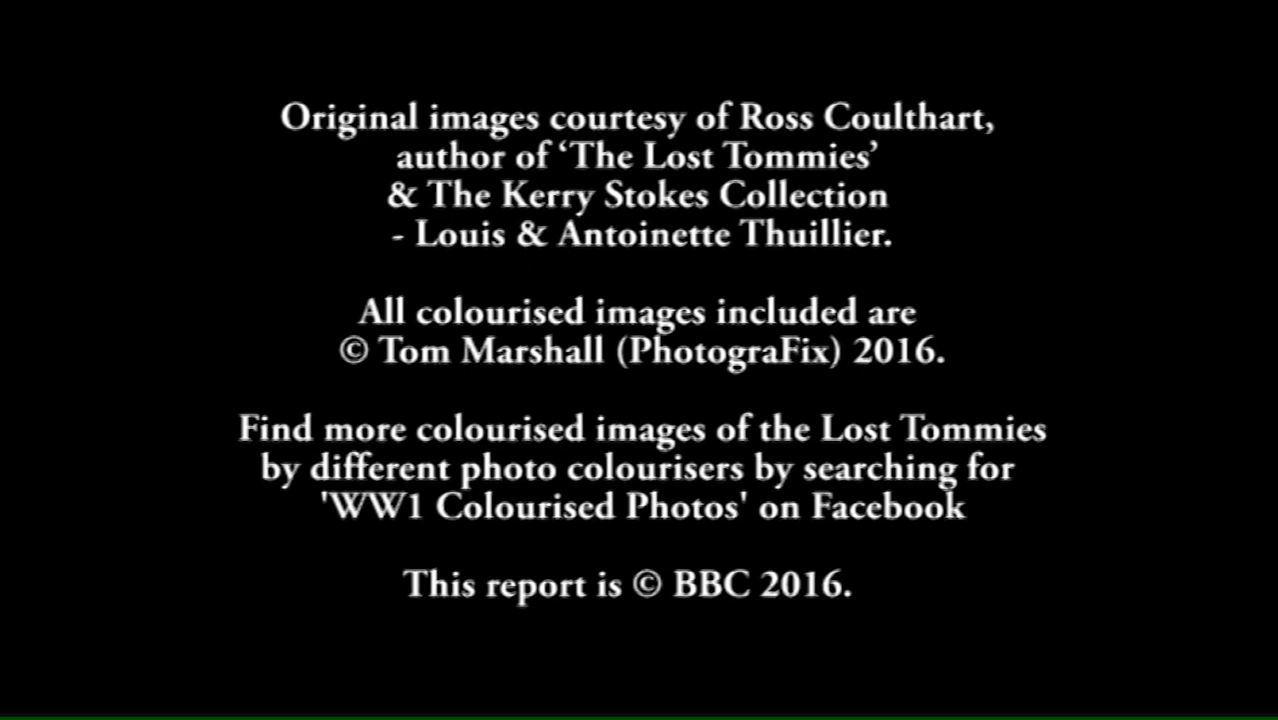 Original images courtesy of Ross Coulthart,
author of ‘The Lost Tommies’
& The Kerry Stokes Collection
- Louis & Antoinette Thuillier.
All colourised images included are
© Tom Marshall (PhotograFix) 2016.
Find more colourised images of the Lost Tommies
by different photo colourisers by searching for
'WW1 Colourised Photos' on Facebook
This report is © BBC 2016.